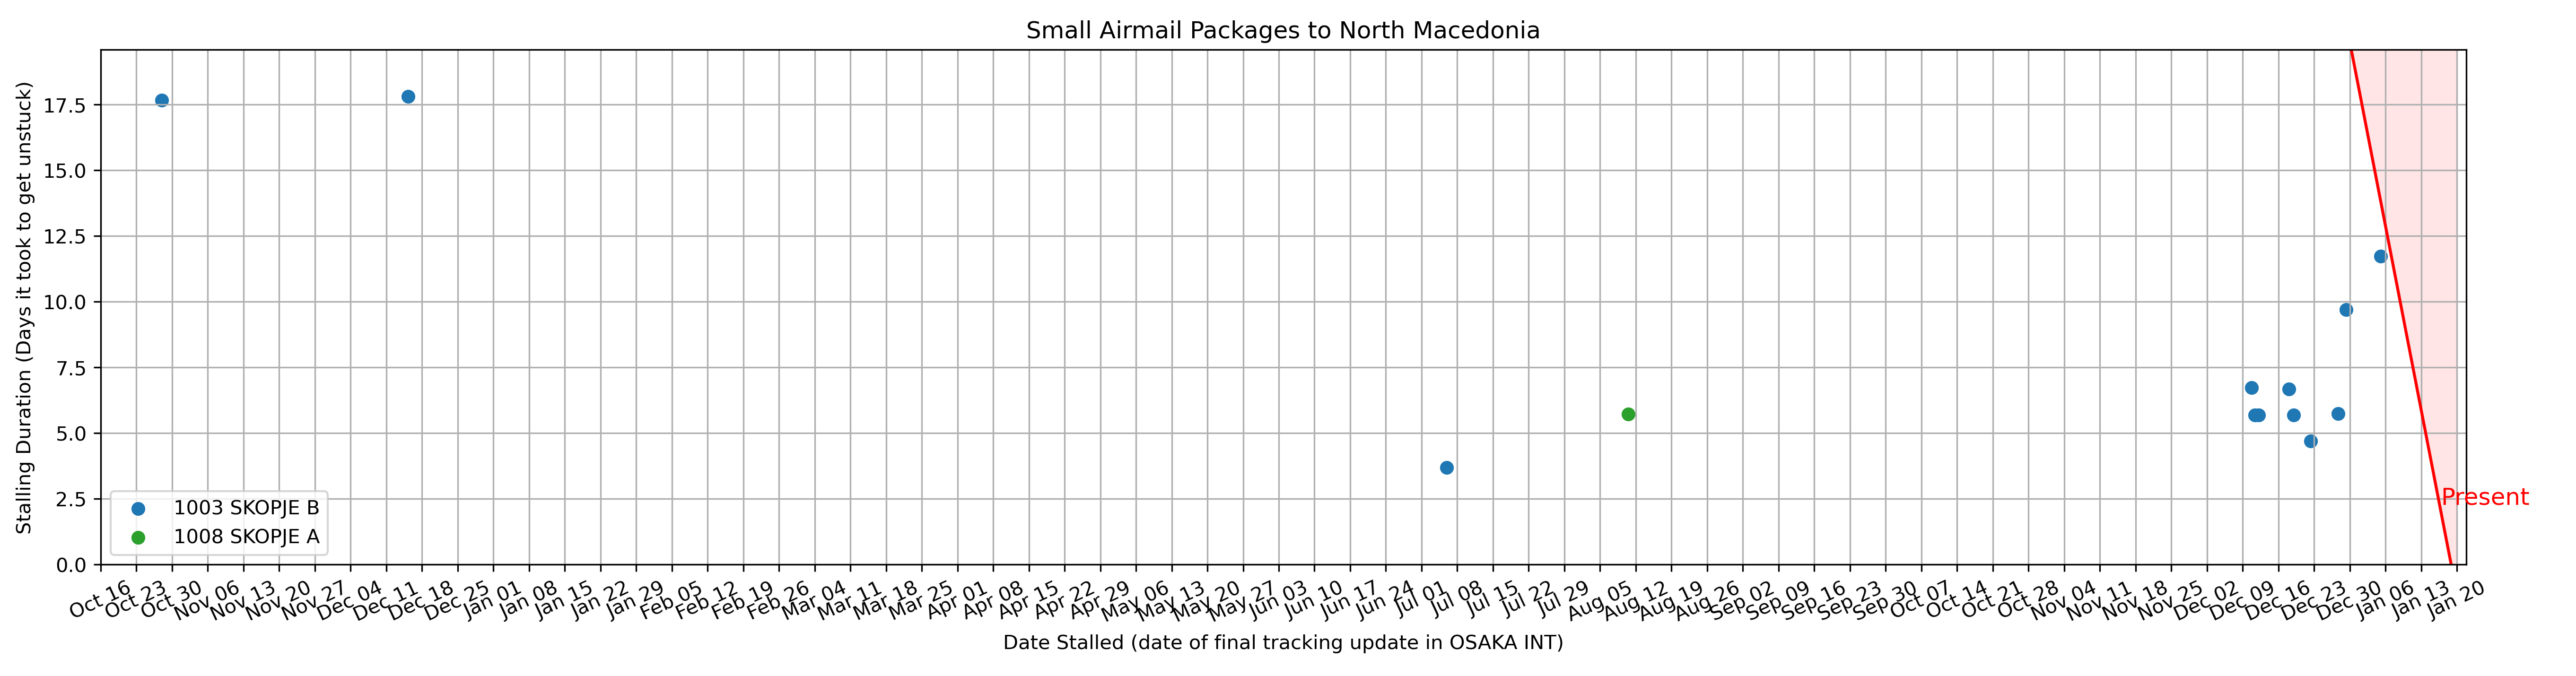 Small Airmail Packages to North Macedonia
Stalling Duration (Days it took to get unstuck)
17.5
15.0
12.5
10.0
7.5
5.0
2.5
0.0
1003 SKOPJE B
1008 SKOPJE A
Present
Oct 16 Oct 23 Oct 30 Nov 06 Nov 13 Nov 20 Nov 27 Dec 04 Dec 11 Dec 18 Dec 25 Jan 01 Jan 08 Jan 15 Jan 22 Jan 29 Feb 05 Feb 12 Feb 19 Feb 26 Mar 04 Mar 11 Mar 18 Mar 25 Apr 01 Apr 08 Apr 15 Apr 22 Apr 29 May 06 May 13 May 20 May 27 Jun 03 Jun 10 Jun 17 Jun 24 Jul 01 Jul 08 Jul 15 Jul 22 Jul 29 Aug 05 Aug 12 Aug 19 Aug 26 Sep 02 Sep 09 Sep 16 Sep 23 Sep 30 Oct 07 Oct 14 Oct 21 Oct 28 Nov 04 Nov 11 Nov 18 Nov 25 Dec 02 Dec 09 Dec 16 Dec 23 Dec 30 Jan 06 Jan 13 Jan 20
Date Stalled (date of final tracking update in OSAKA INT)